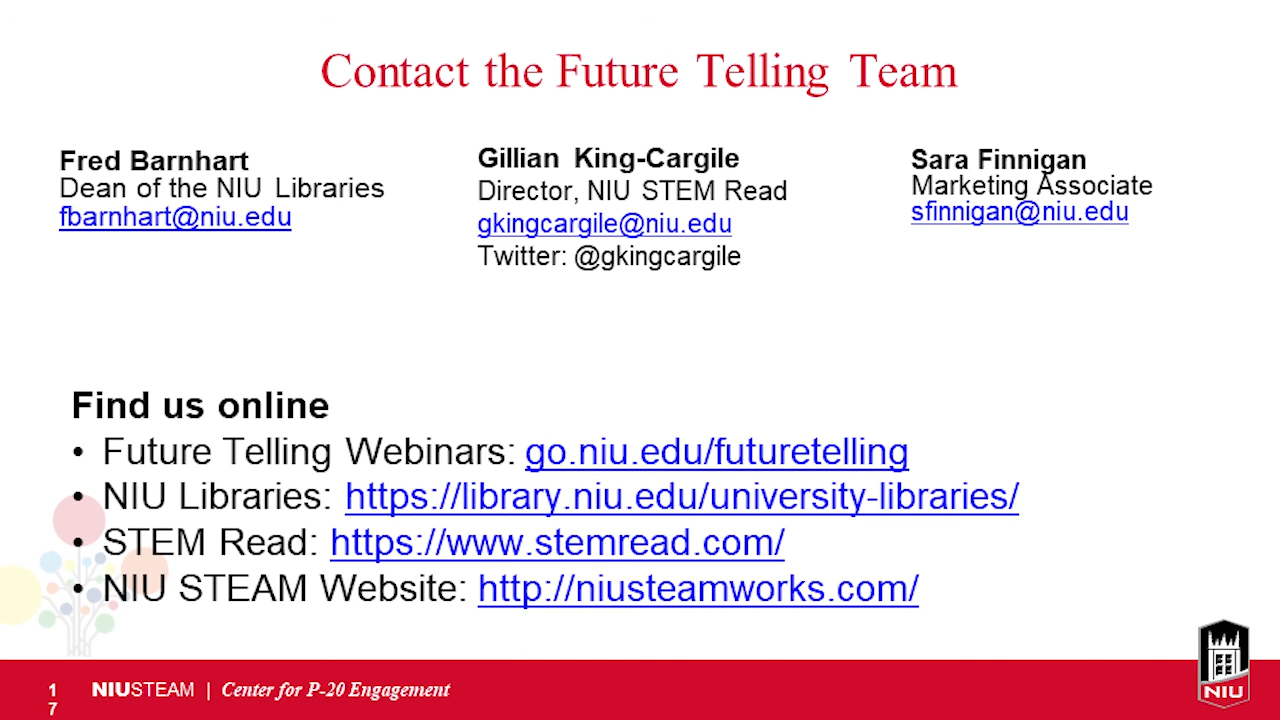 Contact the Future Telling Team
Fred Barnhart
Dean of the NIU Libraries
fbarnhart@niu.edu
Gillian King-Cargile
Director, NIU STEM Read
gkingcargile@niu.edu
Twitter: @gkingcargile
Sara Finnigan
Marketing Associate
sfinnigan@niu.edu
Find us online
• Future Telling Webinars: go.niu.edu/futuretelling
• NIU Libraries: https://library.niu.edu/university-libraries/
• STEM Read: https://www.stemread.com/
• NIU STEAM Website: http://niusteamworks.com/
1
7
NIUSTEAM | Center for P-20 Engagement
NIU